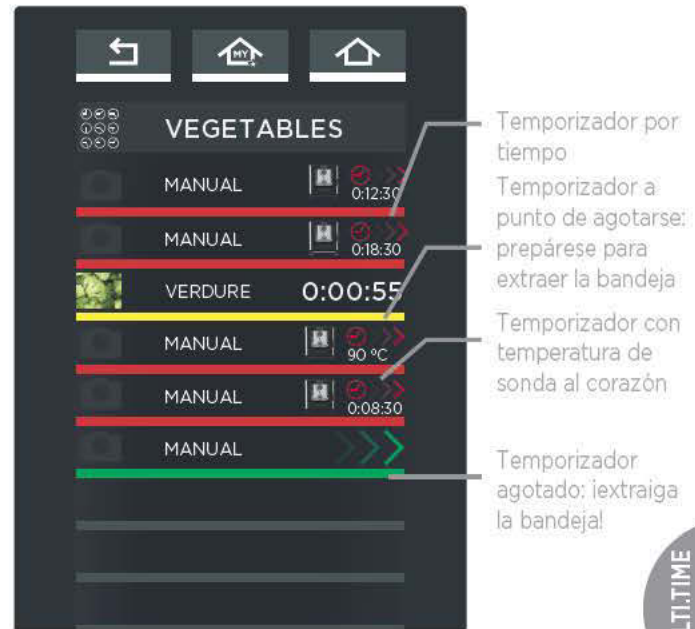 MY
VEGETABLES
MANUAL
0:12:30
MANUAL
0:18:30
VERDURE 0:00:55
MANUAL
90 ºC
MANUAL
0:08:30
MANUAL
Temporizador por
tiempo
Temporizador a
punto de agotarse:
prepárese para
extraer la bandeja
Temporizador con
temperatura de
sonda al corazón
Temporizador
agotado: ¡extraiga
la bandeja!
TI.TIME